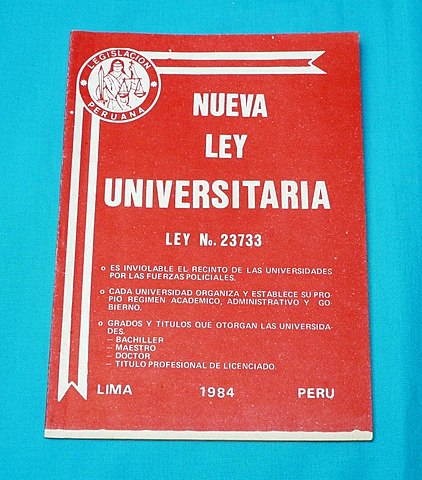 LEGISLACION
PERUANA
NUEVA
LEY
UNIVERSITARIA
LEY No. 23733
o ES INVIOLABLE EL RECINTO DE LAS UNIVERSIDADES
POR LAS FUERZAS POLICIALES.
o CADA UNIVERSIDAD ORGANIZA Y ESTABLECE SU PRO-
PIO REGIMEN ACADEMICO, ADMINISTRATIVO Y GO-
BIERNO.
o GRADOS Y TITULOS QUE OTORGAN LAS UNIVERSIDA-
DES.
— BACHILLER
— MAESTRO
— DOCTOR
— TITULO PROFESIONAL DE LICENCIADO.
LIMA 1984 PERU